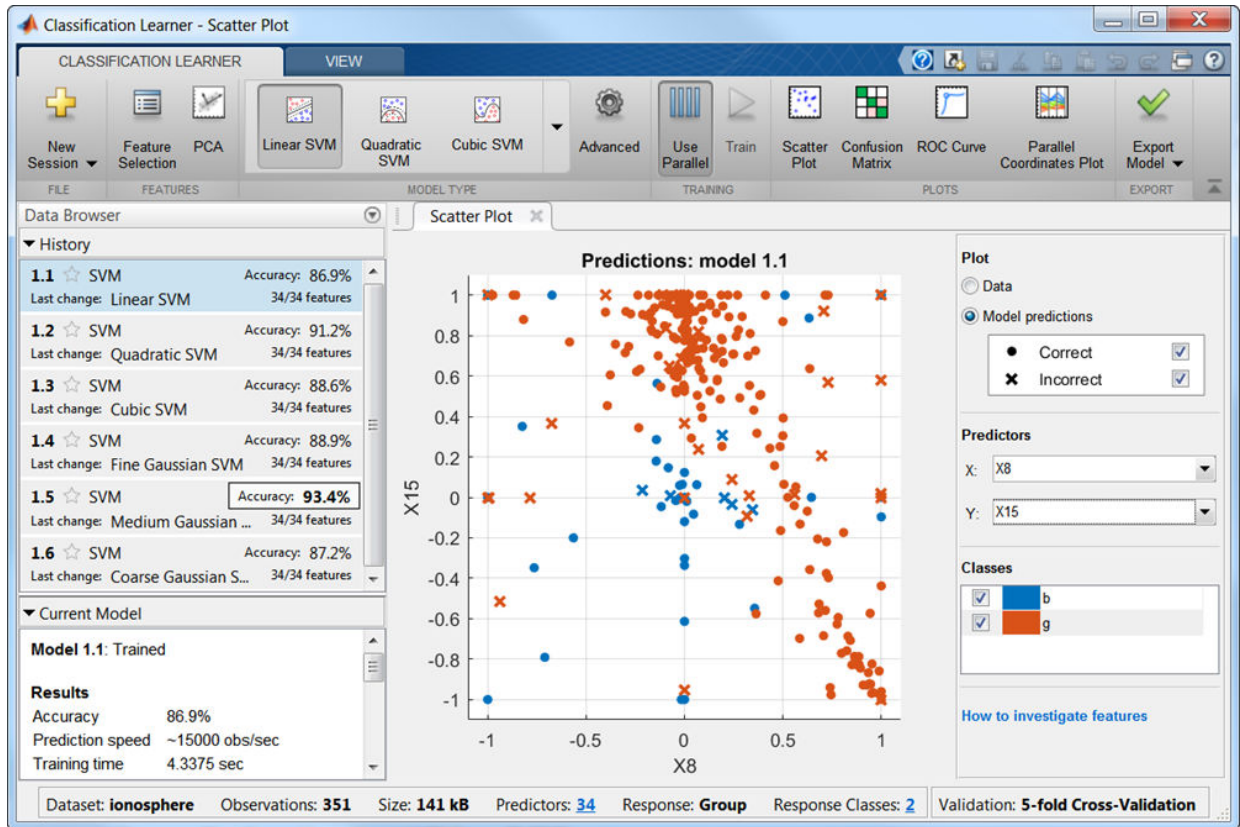 Classification Learner - Scatter Plot
CLASSIFICATION LEARNER VIEW
New Session
Feature Selection
PCA
Linear SVM
Quadratic SVM
Cubic SVM
Advanced
Use Parallel
Train
Scatter Plot
Confusion Matrix
ROC Curve
Parallel Coordinates Plot
Export Model
FILE FEATURES MODEL TYPE TRAINING PLOTS EXPORT
Data Browser
History
1.1 SVM Accuracy: 86.9%
Last change: Linear SVM 34/34 features
1.2 SVM Accuracy: 91.2%
Last change: Quadratic SVM 34/34 features
1.3 SVM Accuracy: 88.6%
Last change: Cubic SVM 34/34 features
1.4 SVM Accuracy: 88.9%
Last change: Fine Gaussian SVM 34/34 features
1.5 SVM Accuracy: 93.4%
Last change: Medium Gaussian ... 34/34 features
1.6 SVM Accuracy: 87.2%
Last change: Coarse Gaussian S... 34/34 features
Current Model
Model 1.1: Trained
Results
Accuracy 86.9%
Prediction speed ~15000 obs/sec
Training time 4.3375 sec
Scatter Plot
Predictions: model 1.1
1
0.8
0.6
0.4
0.2
0
-0.2
-0.4
-0.6
-0.8
-1
X15
-1 -0.5 0 0.5 1
X8
Plot
Data
Model predictions
Correct
Incorrect
Predictors
X: X8
Y: X15
Classes
b
g
How to investigate features
Dataset: ionosphere Observations: 351 Size: 141 kB Predictors: 34 Response: Group Response Classes: 2 Validation: 5-fold Cross-Validation